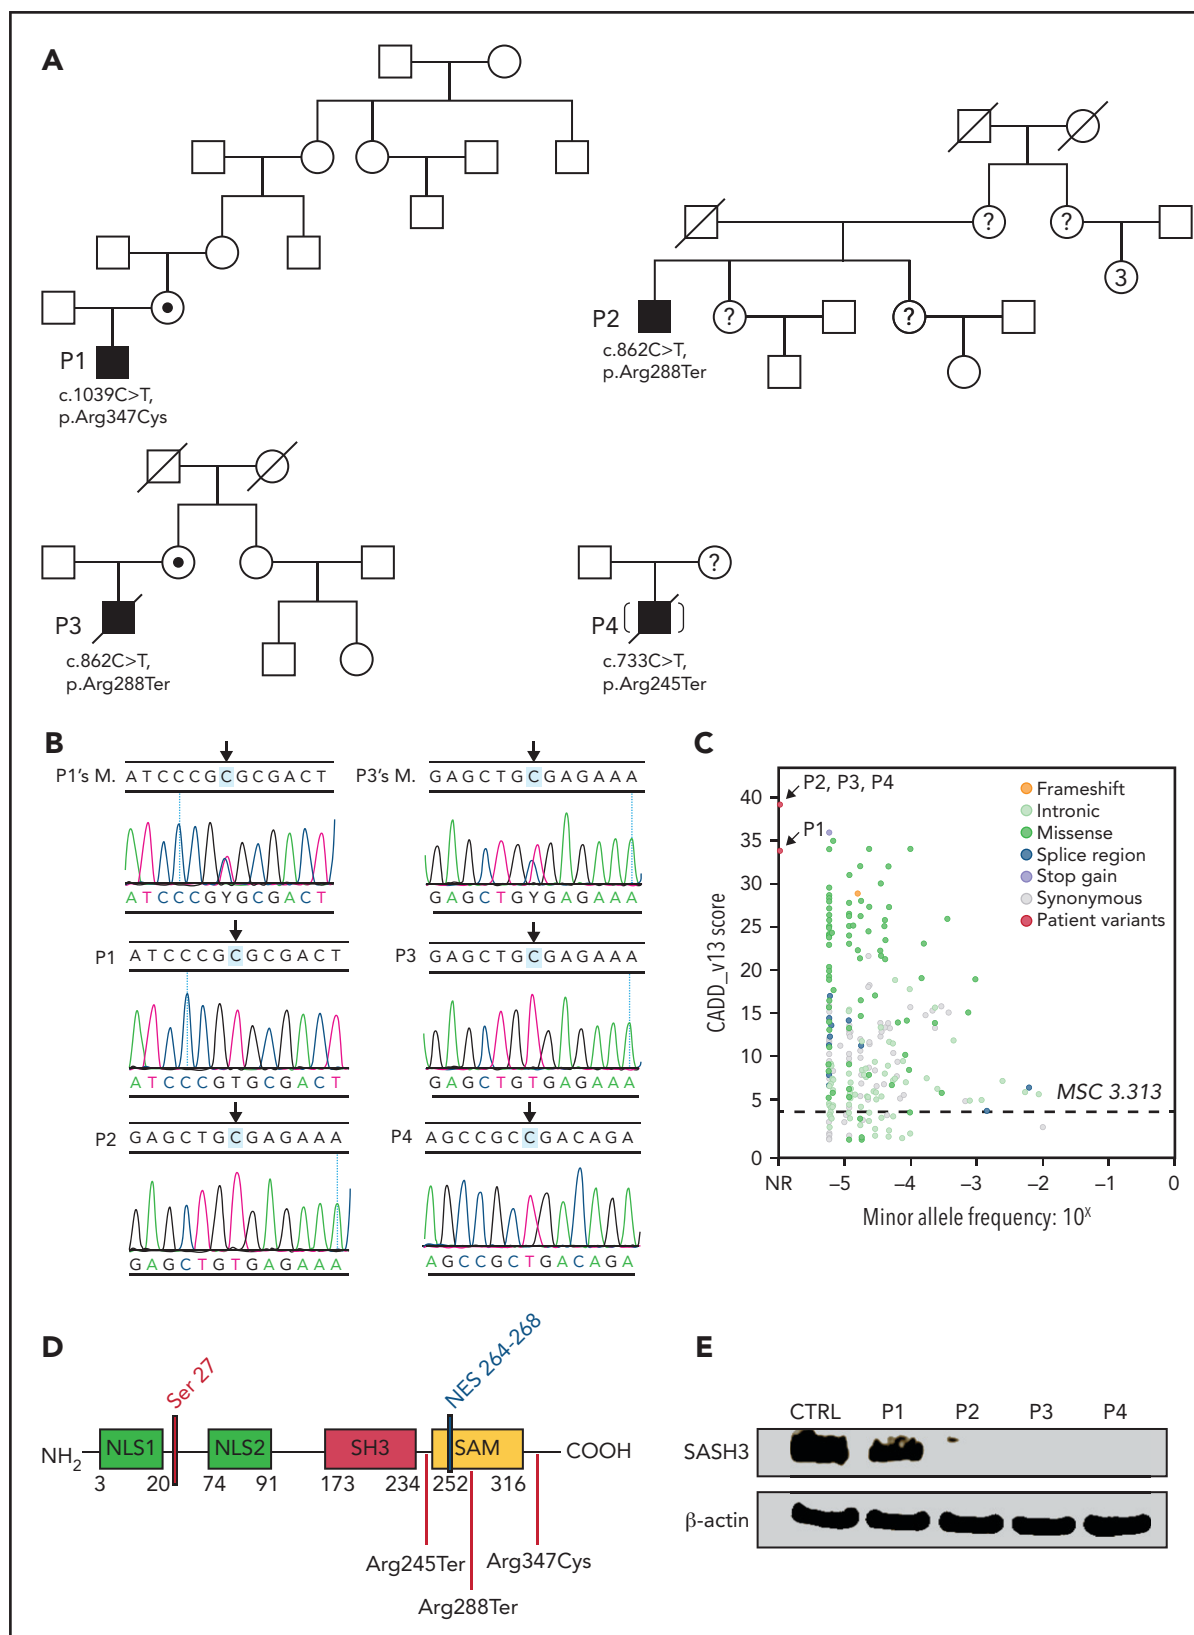 A
?
?
3
P2
?
?
c.862C>T,
p.Arg288Ter
P1
c.1039C>T,
p.Arg347Cys
?
P3
c.862C>T,
p.Arg288Ter
P4
c.733C>T,
p.Arg245Ter
B
P1's M.
ATCCCGCGCGACT
ATCCCGYGCGACT
P3's M.
GAGCTGCGAGAAA
GAGCTGYGAGAAA
P1
ATCCCGCGCGACT
ATCCCGTGCGACT
P3
GAGCTGCGAGAAA
GAGCTGTGAGAAA
P2
GAGCTGCGAGAAA
GAGCTGTGAGAAA
P4
AGCCGCCGACAGA
AGCCGCTGACAGA
C
CADD_v13 score
40
35
30
25
20
15
10
5
0
P2, P3, P4
P1
Frameshift
Intronic
Missense
Splice region
Stop gain
Synonymous
Patient variants
MSC 3.313
NR
–5
–4
–3
–2
–1
0
Minor allele frequency: 10ˣ
D
Ser 27
NES 264-268
NH₂
NLS1
NLS2
SH3
SAM
COOH
3
20
74
91
173
234
252
316
Arg245Ter
Arg347Cys
Arg288Ter
E
CTRL
P1
P2
P3
P4
SASH3
β-actin